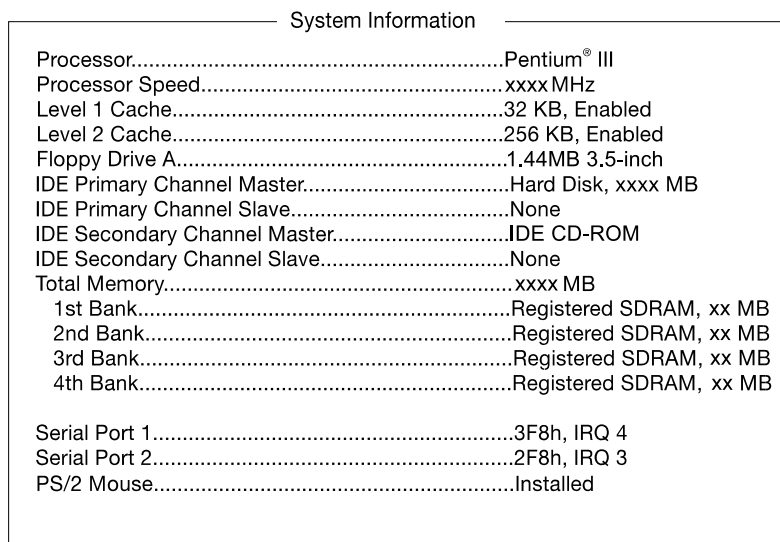 System Information
Processor..................................................Pentium® III
Processor Speed.........................................xxxx MHz
Level 1 Cache.............................................32 KB, Enabled
Level 2 Cache.............................................256 KB, Enabled
Floppy Drive A.............................................1.44MB 3.5-inch
IDE Primary Channel Master............................Hard Disk, xxxx MB
IDE Primary Channel Slave..............................None
IDE Secondary Channel Master........................IDE CD-ROM
IDE Secondary Channel Slave..........................None
Total Memory...............................................xxxx MB
1st Bank..................................................Registered SDRAM, xx MB
2nd Bank.................................................Registered SDRAM, xx MB
3rd Bank..................................................Registered SDRAM, xx MB
4th Bank..................................................Registered SDRAM, xx MB
Serial Port 1................................................3F8h, IRQ 4
Serial Port 2................................................2F8h, IRQ 3
PS/2 Mouse................................................Installed